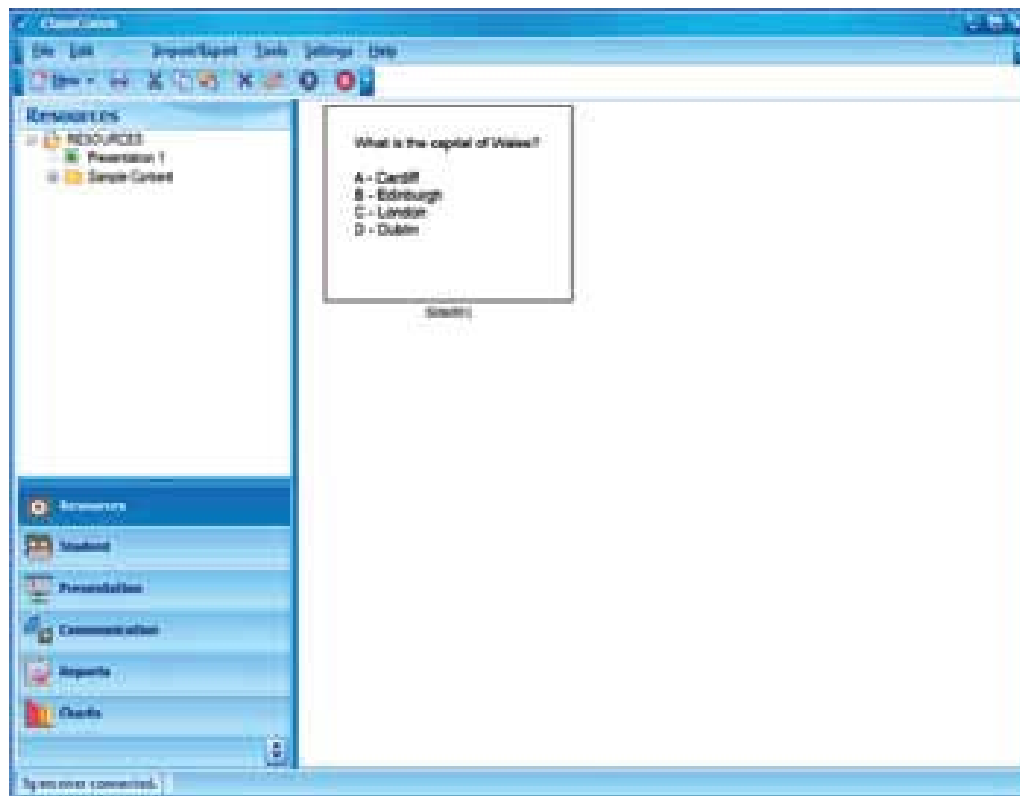 File Edit Import/Export Tools Settings Help
New
Resources
RESOURCES
Presentation 1
Sample Content
What is the capital of Wales?
A - Cardiff
B - Edinburgh
C - London
D - Dublin
Resources
Student
Presentation
Communication
Reports
Charts
connected.